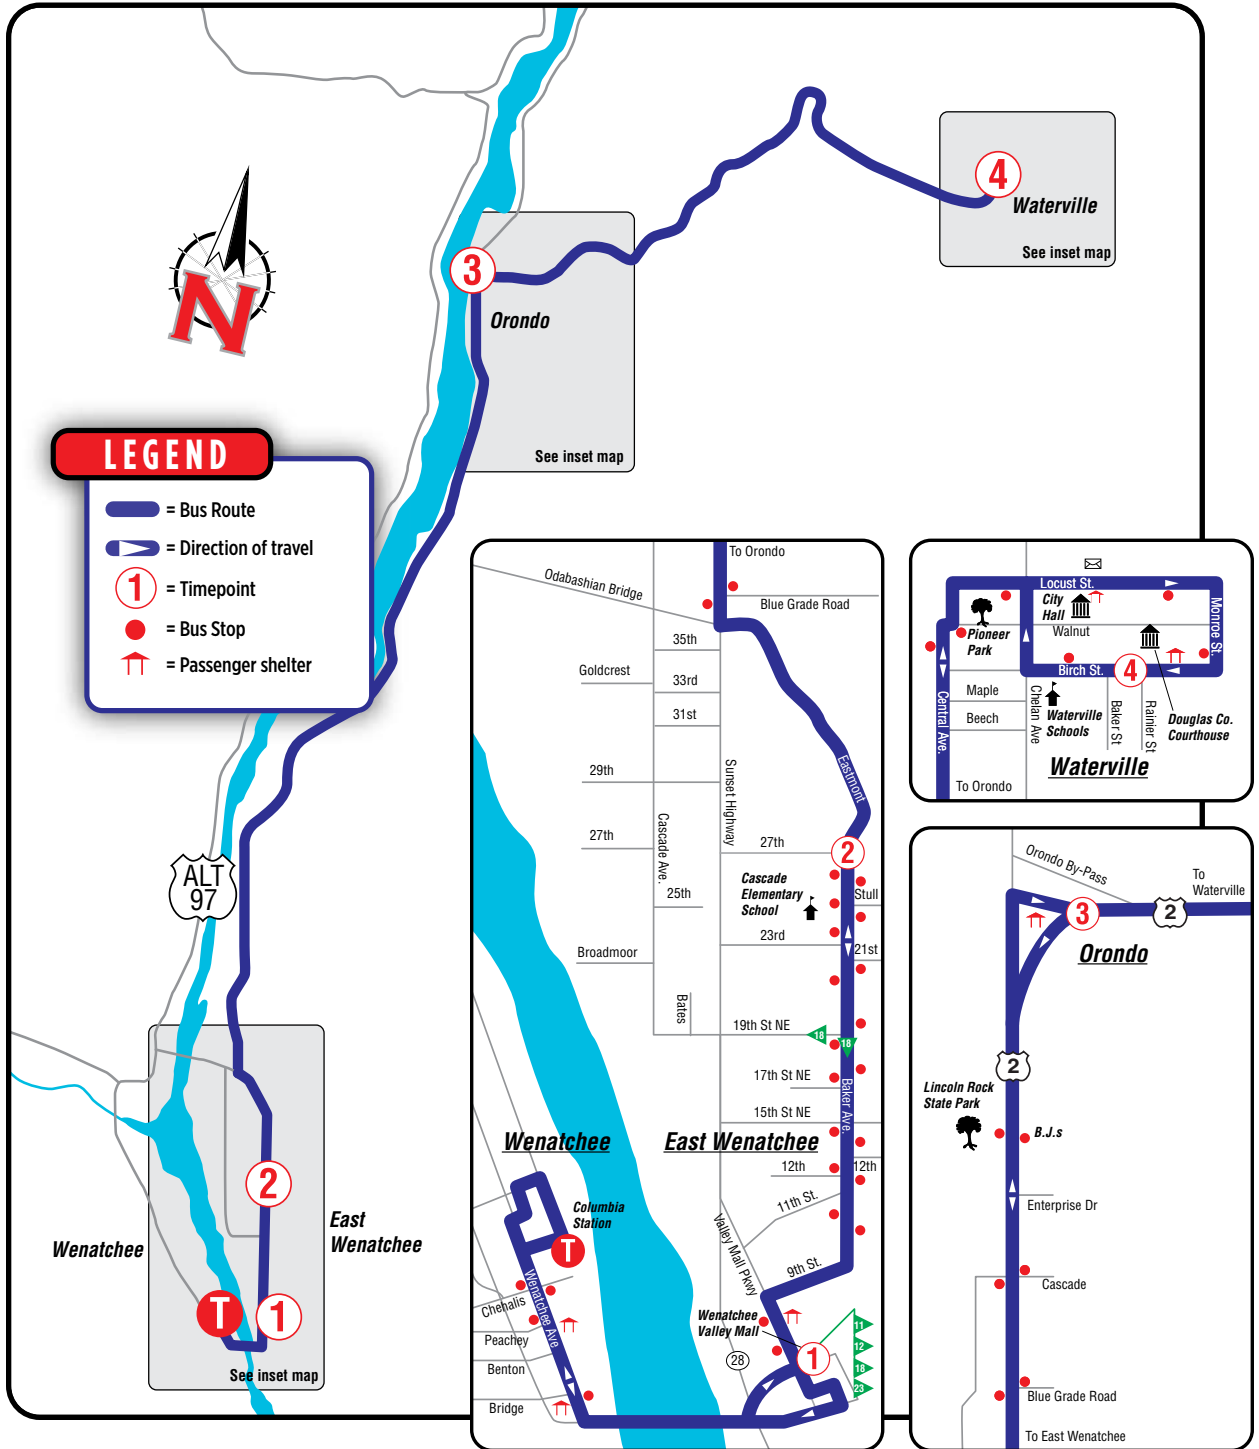 4
Waterville
See inset map
3
Orondo
See inset map
N
LEGEND
= Bus Route
= Direction of travel
1
= Timepoint
= Bus Stop
= Passenger shelter
ALT
97
2
East
Wenatchee
Wenatchee
T
1
See inset map
To Orondo
Odabashian Bridge
Blue Grade Road
35th
Goldcrest
33rd
31st
Sunset Highway
Eastmont
29th
Cascade Ave.
27th
27th
2
Cascade
Elementary
School
25th
Stull
23rd
21st
Broadmoor
Bates
19th St NE
18
18
17th St NE
Baker Ave.
15th St NE
Wenatchee
East Wenatchee
12th
12th
11th St.
Columbia
Station
T
Valley Mall Pkwy
9th St.
Wenatchee Ave
Chehalis
Peachey
Benton
Bridge
Wenatchee
Valley Mall
1
28
11
12
18
23
Locust St.
City
Hall
Monroe St.
Pioneer
Park
Walnut
Birch St.
4
Central Ave.
Maple
Beech
Chelan Ave
Waterville
Schools
Baker St
Rainier St
Douglas Co.
Courthouse
Waterville
To Orondo
Orondo By-Pass
To
Waterville
3
2
Orondo
2
Lincoln Rock
State Park
B.J.s
Enterprise Dr
Cascade
Blue Grade Road
To East Wenatchee